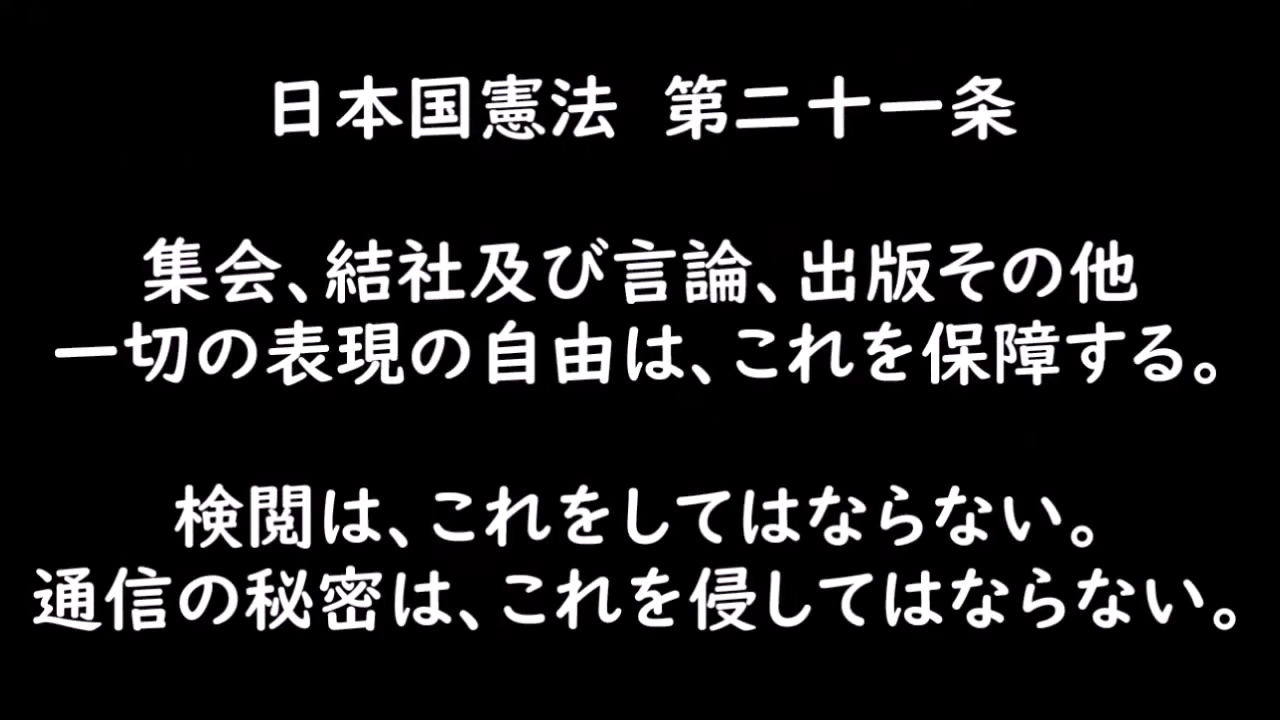 日本国憲法　第二十一条
集会、結社及び言論、出版その他
一切の表現の自由は、これを保障する。
検閲は、これをしてはならない。
通信の秘密は、これを侵してはならない。